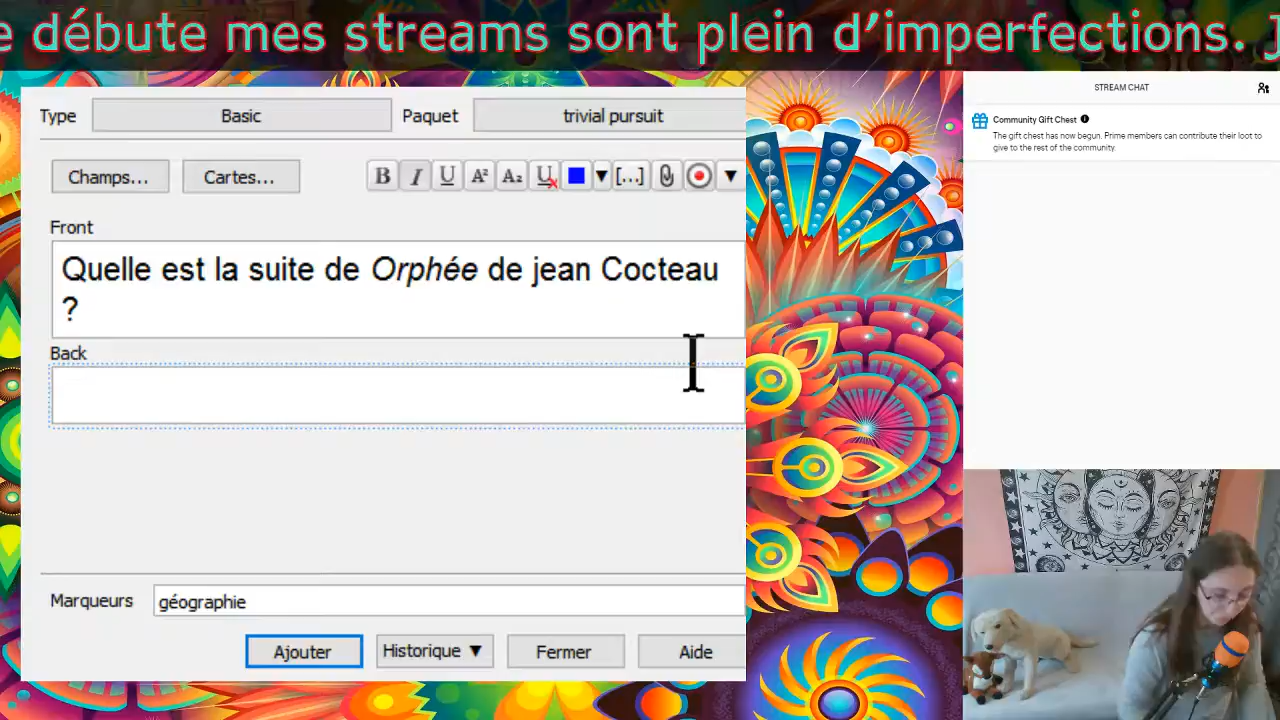 e débute mes streams sont plein d’imperfections. J
Type Basic Paquet trivial pursuit
Champs... Cartes... B I U A² A₂ U [...]
Front
Quelle est la suite de Orphée de jean Cocteau
?
Back
Marqueurs géographie
Ajouter Historique ▼ Fermer Aide
STREAM CHAT
Community Gift Chest
The gift chest has now begun. Prime members can contribute their loot to
give to the rest of the community.